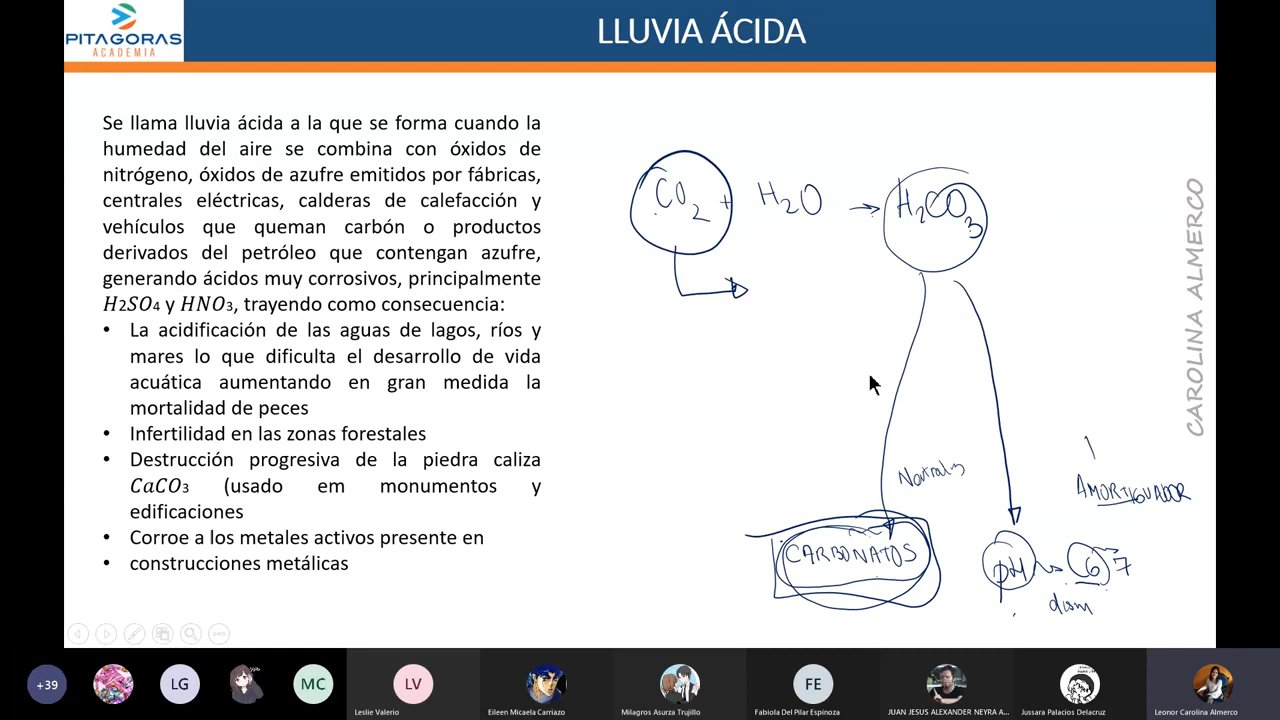 PITAGORAS
ACADEMIA
LLUVIA ÁCIDA
Se llama lluvia ácida a la que se forma cuando la
humedad del aire se combina con óxidos de
nitrógeno, óxidos de azufre emitidos por fábricas,
centrales eléctricas, calderas de calefacción y
vehículos que queman carbón o productos
derivados del petróleo que contengan azufre,
generando ácidos muy corrosivos, principalmente
H2SO4 y HNO3, trayendo como consecuencia:
• La acidificación de las aguas de lagos, ríos y
mares lo que dificulta el desarrollo de vida
acuática aumentando en gran medida la
mortalidad de peces
• Infertilidad en las zonas forestales
• Destrucción progresiva de la piedra caliza
CaCO3 (usado em monumentos y
edificaciones
• Corroe a los metales activos presente en
• construcciones metálicas
CO2 + H2O → H2CO3
AMORTIGUADOR
CARBONATOS
pH → 6 7
CAROLINA ALMERCO
+39
LG
MC
LV
Leslie Valerio
Eileen Micaela Carriazo
Milagros Asurza Trujillo
FE
Fabiola Del Pilar Espinoza
JUAN JESUS ALEXANDER NEYRA A...
Jussara Palacios Delacruz
Leonor Carolina Almerco